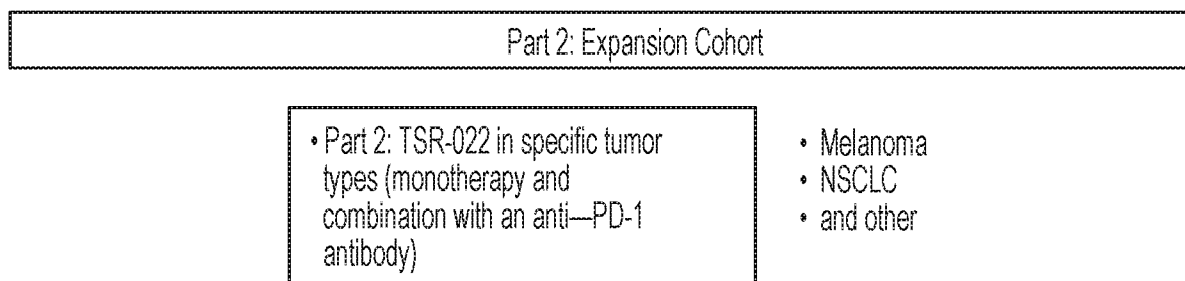 Part 2: Expansion Cohort
• Part 2: TSR-022 in specific tumor
types (monotherapy and
combination with an anti—PD-1
antibody)
• Melanoma
• NSCLC
• and other